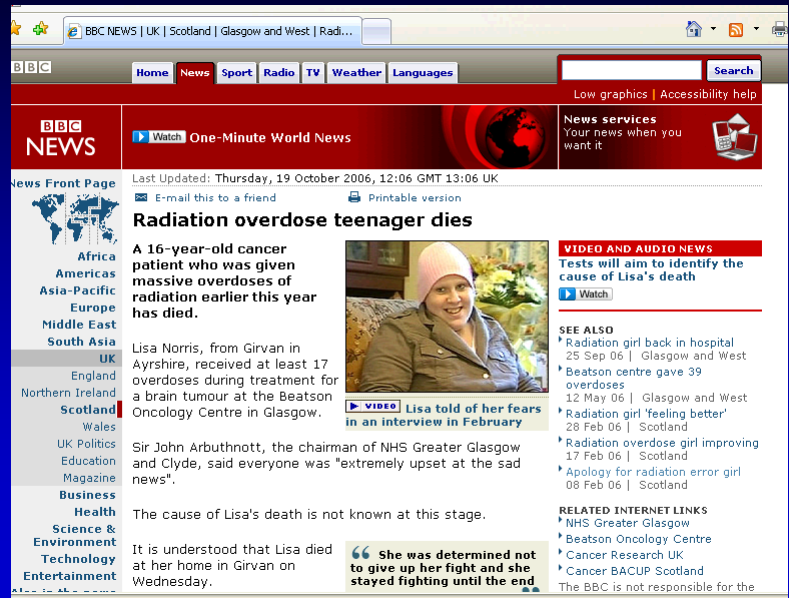 BBC NEWS | UK | Scotland | Glasgow and West | Radi...
BBC
Home News Sport Radio TV Weather Languages
Search
Low graphics | Accessibility help
BBC
NEWS
Watch One-Minute World News
News services
Your news when you
want it
News Front Page
Africa
Americas
Asia-Pacific
Europe
Middle East
South Asia
UK
England
Northern Ireland
Scotland
Wales
UK Politics
Education
Magazine
Business
Health
Science &
Environment
Technology
Entertainment
Last Updated: Thursday, 19 October 2006, 12:06 GMT 13:06 UK
E-mail this to a friend
Printable version
Radiation overdose teenager dies
A 16-year-old cancer
patient who was given
massive overdoses of
radiation earlier this year
has died.
Lisa Norris, from Girvan in
Ayrshire, received at least 17
overdoses during treatment for
a brain tumour at the Beatson
Oncology Centre in Glasgow.
VIDEO Lisa told of her fears
in an interview in February
Sir John Arbuthnott, the chairman of NHS Greater Glasgow
and Clyde, said everyone was "extremely upset at the sad
news".
The cause of Lisa's death is not known at this stage.
It is understood that Lisa died
at her home in Girvan on
Wednesday.
She was determined not
to give up her fight and she
stayed fighting until the end
VIDEO AND AUDIO NEWS
Tests will aim to identify the
cause of Lisa's death
Watch
SEE ALSO
Radiation girl back in hospital
25 Sep 06 | Glasgow and West
Beatson centre gave 39
overdoses
12 May 06 | Glasgow and West
Radiation girl 'feeling better'
28 Feb 06 | Scotland
Radiation overdose girl improving
17 Feb 06 | Scotland
Apology for radiation error girl
08 Feb 06 | Scotland
RELATED INTERNET LINKS
NHS Greater Glasgow
Beatson Oncology Centre
Cancer Research UK
Cancer BACUP Scotland
The BBC is not responsible for the